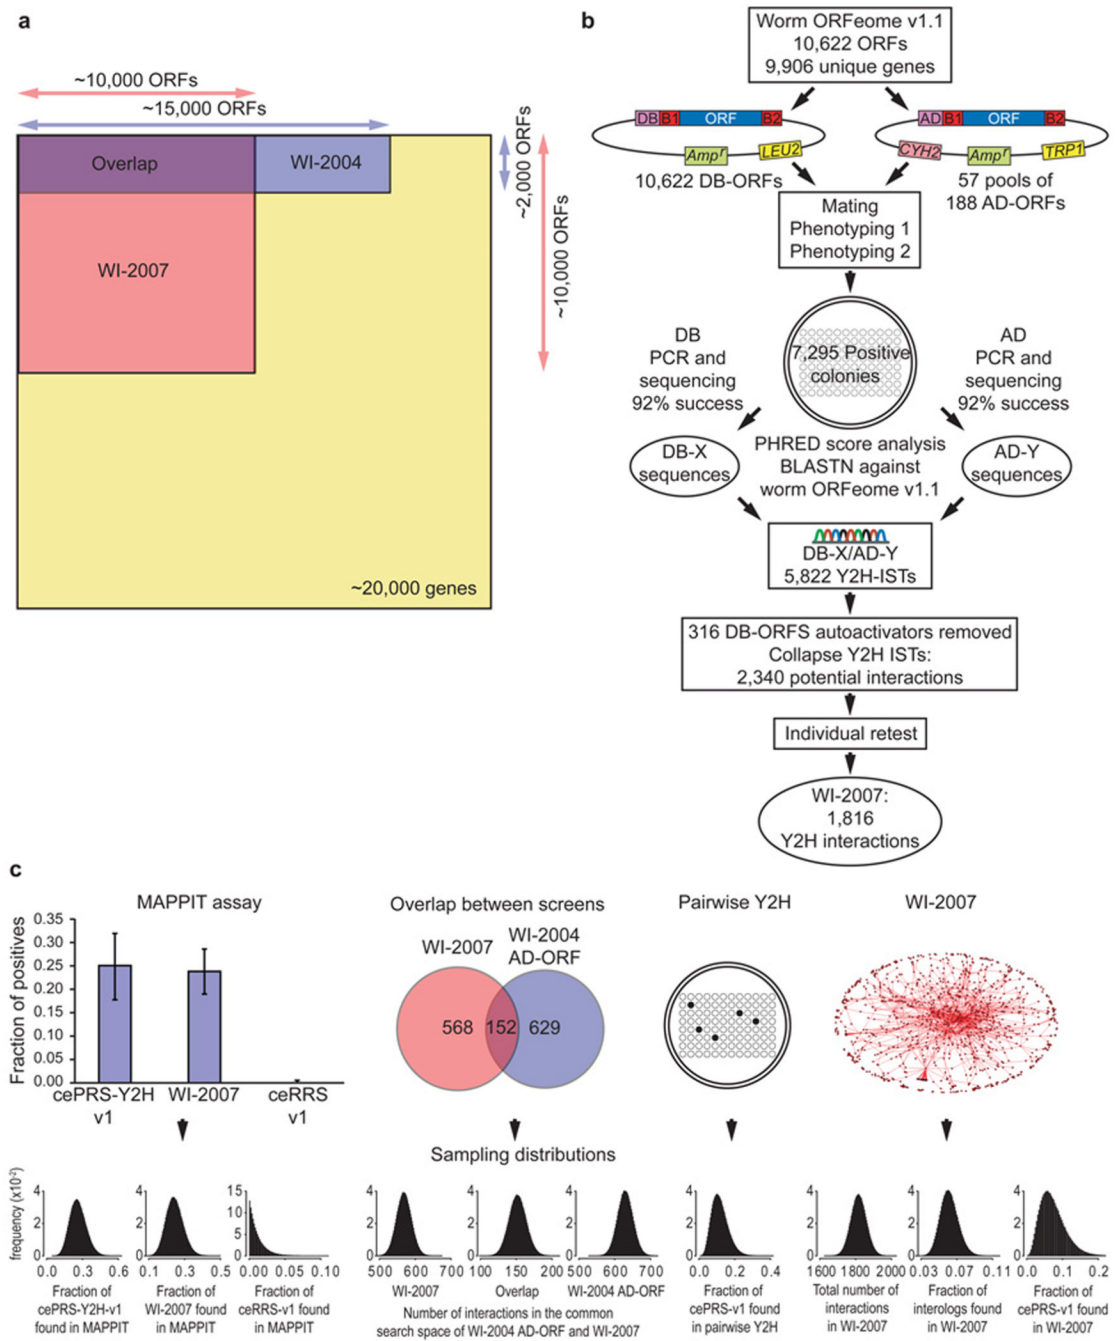 a
~10,000 ORFs
~15,000 ORFs
Overlap
WI-2004
~2,000 ORFs
~10,000 ORFs
WI-2007
~20,000 genes
b
Worm ORFeome v1.1
10,622 ORFs
9,906 unique genes
DB B1 ORF B2
Ampʳ LEU2
10,622 DB-ORFs
AD B1 ORF B2
CYH2 Ampʳ TRP1
57 pools of
188 AD-ORFs
Mating
Phenotyping 1
Phenotyping 2
DB
PCR and
sequencing
92% success
7,295 Positive
colonies
AD
PCR and
sequencing
92% success
DB-X
sequences
PHRED score analysis
BLASTN against
worm ORFeome v1.1
AD-Y
sequences
DB-X/AD-Y
5,822 Y2H-ISTs
316 DB-ORFS autoactivators removed
Collapse Y2H ISTs:
2,340 potential interactions
Individual retest
WI-2007:
1,816
Y2H interactions
c
MAPPIT assay
Fraction of positives
0.35
0.30
0.25
0.20
0.15
0.10
0.05
0.00
cePRS-Y2H
v1
WI-2007
ceRRS
v1
Overlap between screens
WI-2007
WI-2004
AD-ORF
568 152 629
Pairwise Y2H
WI-2007
Sampling distributions
frequency (x10⁻²)
4
2
0
0.0 0.3 0.6
Fraction of
cePRS-Y2H-v1
found in MAPPIT
4
2
0
0.1 0.3 0.5
Fraction of
WI-2007 found
in MAPPIT
15
10
5
0
0.00 0.10
Fraction of
ceRRS-v1 found
in MAPPIT
4
2
0
500 600 700
WI-2007
4
2
0
100 150 200
Overlap
4
2
0
500 600 700
WI-2004 AD-ORF
Number of interactions in the common
search space of WI-2004 AD-ORF and WI-2007
4
2
0
0.0 0.2 0.4
Fraction of
cePRS-v1 found
in pairwise Y2H
4
2
0
1600 1800 2000
Total number of
interactions
in WI-2007
4
2
0
0.03 0.07 0.11
Fraction of
interologs found
in WI-2007
4
2
0
0.0 0.1 0.2
Fraction of
cePRS-v1 found
in WI-2007